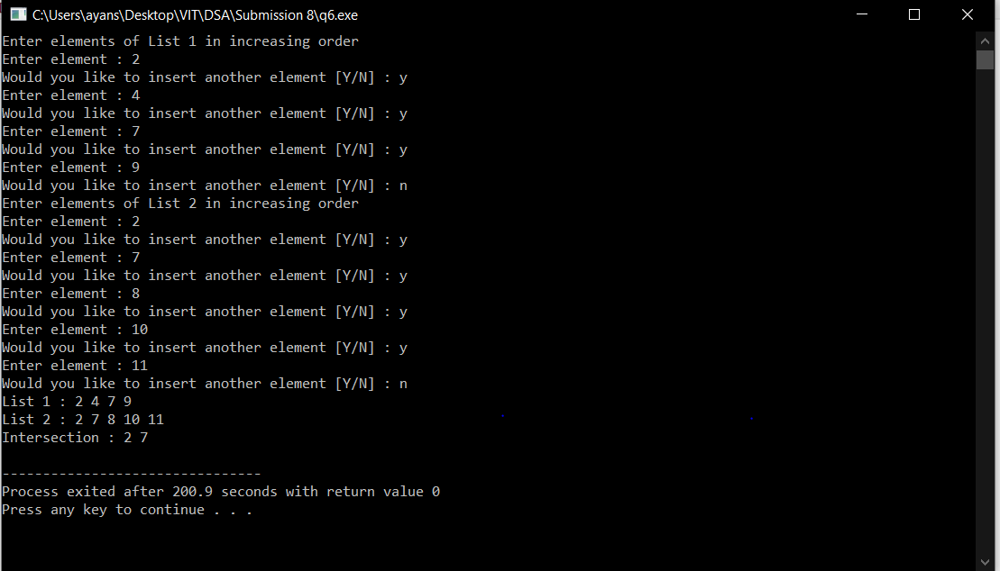 C:\Users\ayans\Desktop\VIT\DSA\Submission 8\q6.exe
Enter elements of List 1 in increasing order
Enter element : 2
Would you like to insert another element [Y/N] : y
Enter element : 4
Would you like to insert another element [Y/N] : y
Enter element : 7
Would you like to insert another element [Y/N] : y
Enter element : 9
Would you like to insert another element [Y/N] : n
Enter elements of List 2 in increasing order
Enter element : 2
Would you like to insert another element [Y/N] : y
Enter element : 7
Would you like to insert another element [Y/N] : y
Enter element : 8
Would you like to insert another element [Y/N] : y
Enter element : 10
Would you like to insert another element [Y/N] : y
Enter element : 11
Would you like to insert another element [Y/N] : n
List 1 : 2 4 7 9
List 2 : 2 7 8 10 11
Intersection : 2 7
--------------------------------
Process exited after 200.9 seconds with return value 0
Press any key to continue . . .